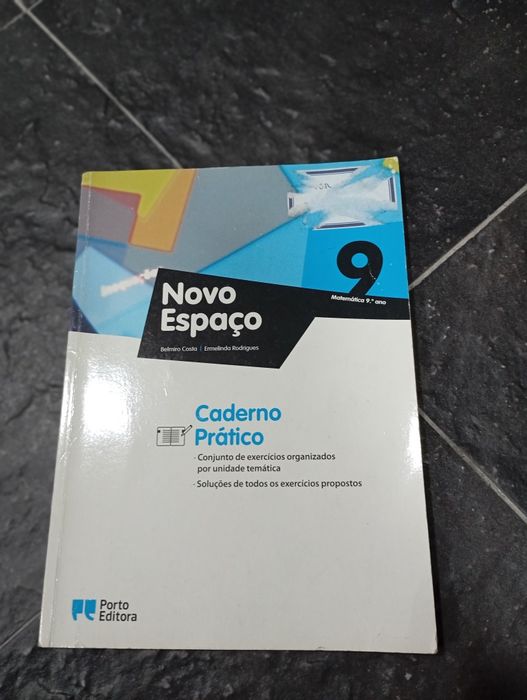 Inequações
9
Matemática 9.º ano
Novo
Espaço
Belmiro Costa | Ermelinda Rodrigues
Caderno
Prático
· Conjunto de exercícios organizados
por unidade temática
· Soluções de todos os exercícios propostos
Porto
Editora